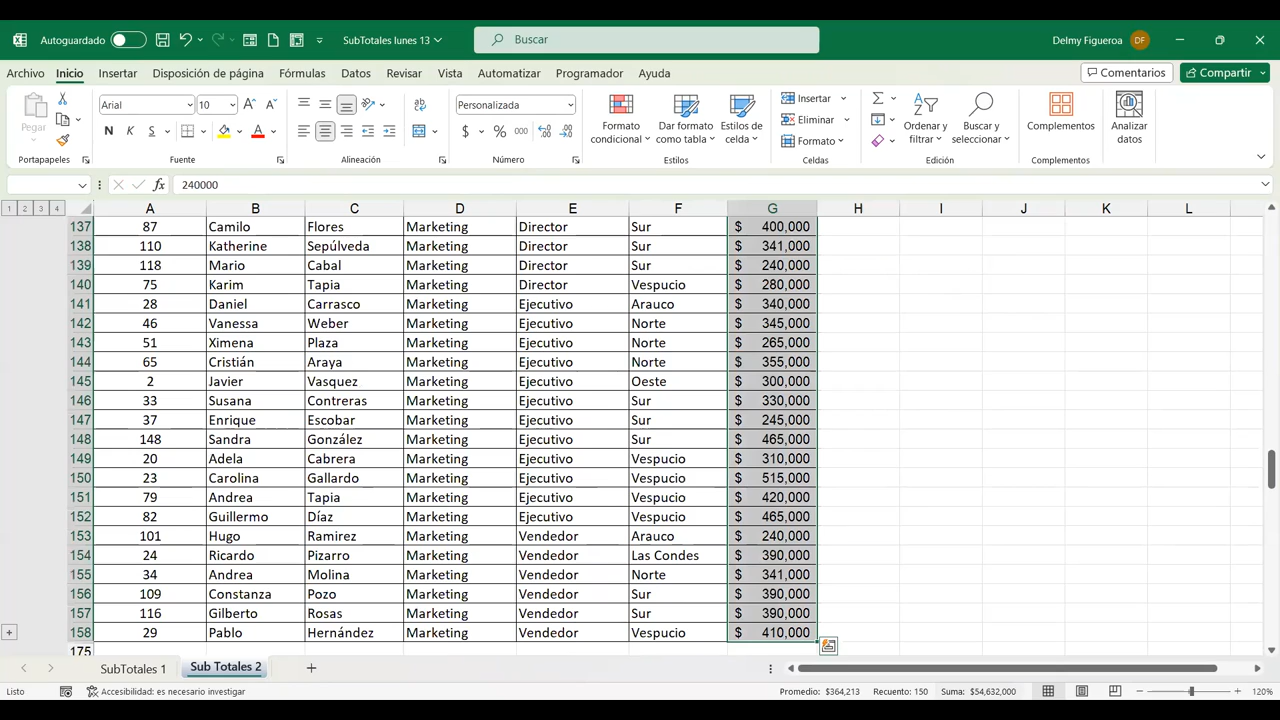 Autoguardado SubTotales lunes 13 Buscar Delmy Figueroa DF
Archivo Inicio Insertar Disposición de página Fórmulas Datos Revisar Vista Automatizar Programador Ayuda Comentarios Compartir
Pegar Arial 10 A A ab Personalizada Formato condicional Dar formato como tabla Estilos de celda Insertar Eliminar Formato Ordenar y filtrar Buscar y seleccionar Complementos Analizar datos
N K S A $ % 000
Portapapeles Fuente Alineación Número Estilos Celdas Edición Complementos
fx 240000
1 2 3 4 A B C D E F G H I J K L
137 87 Camilo Flores Marketing Director Sur $ 400,000
138 110 Katherine Sepúlveda Marketing Director Sur $ 341,000
139 118 Mario Cabal Marketing Director Sur $ 240,000
140 75 Karim Tapia Marketing Director Vespucio $ 280,000
141 28 Daniel Carrasco Marketing Ejecutivo Arauco $ 340,000
142 46 Vanessa Weber Marketing Ejecutivo Norte $ 345,000
143 51 Ximena Plaza Marketing Ejecutivo Norte $ 265,000
144 65 Cristián Araya Marketing Ejecutivo Norte $ 355,000
145 2 Javier Vasquez Marketing Ejecutivo Oeste $ 300,000
146 33 Susana Contreras Marketing Ejecutivo Sur $ 330,000
147 37 Enrique Escobar Marketing Ejecutivo Sur $ 245,000
148 148 Sandra González Marketing Ejecutivo Sur $ 465,000
149 20 Adela Cabrera Marketing Ejecutivo Vespucio $ 310,000
150 23 Carolina Gallardo Marketing Ejecutivo Vespucio $ 515,000
151 79 Andrea Tapia Marketing Ejecutivo Vespucio $ 420,000
152 82 Guillermo Díaz Marketing Ejecutivo Vespucio $ 465,000
153 101 Hugo Ramirez Marketing Vendedor Arauco $ 240,000
154 24 Ricardo Pizarro Marketing Vendedor Las Condes $ 390,000
155 34 Andrea Molina Marketing Vendedor Norte $ 341,000
156 109 Constanza Pozo Marketing Vendedor Sur $ 390,000
157 116 Gilberto Rosas Marketing Vendedor Sur $ 390,000
158 29 Pablo Hernández Marketing Vendedor Vespucio $ 410,000
175
SubTotales 1 Sub Totales 2
Listo Accesibilidad: es necesario investigar Promedio: $364,213 Recuento: 150 Suma: $54,632,000 120%